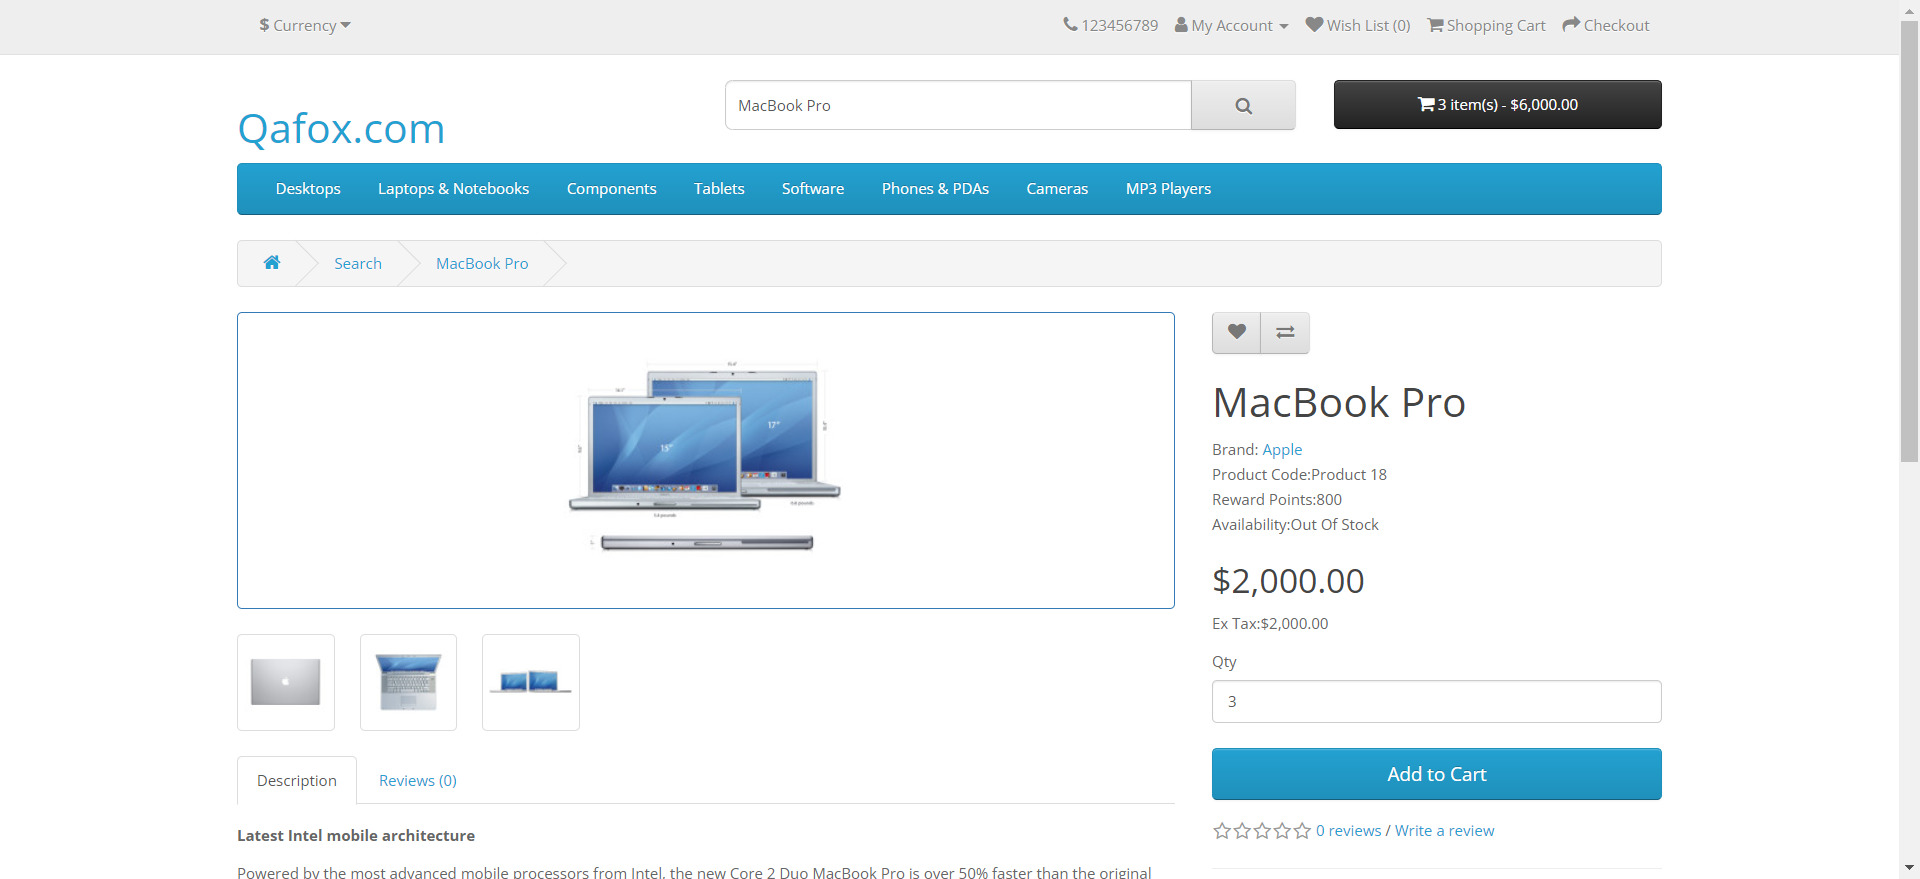 $ Currency
123456789 My Account Wish List (0) Shopping Cart Checkout
Qafox.com
MacBook Pro
3 item(s) - $6,000.00
Desktops Laptops & Notebooks Components Tablets Software Phones & PDAs Cameras MP3 Players
Search MacBook Pro
15"
17"
MacBook Pro
Brand: Apple
Product Code:Product 18
Reward Points:800
Availability:Out Of Stock
$2,000.00
Ex Tax:$2,000.00
Qty
3
Add to Cart
0 reviews / Write a review
Description Reviews (0)
Latest Intel mobile architecture
Powered by the most advanced mobile processors from Intel, the new Core 2 Duo MacBook Pro is over 50% faster than the original